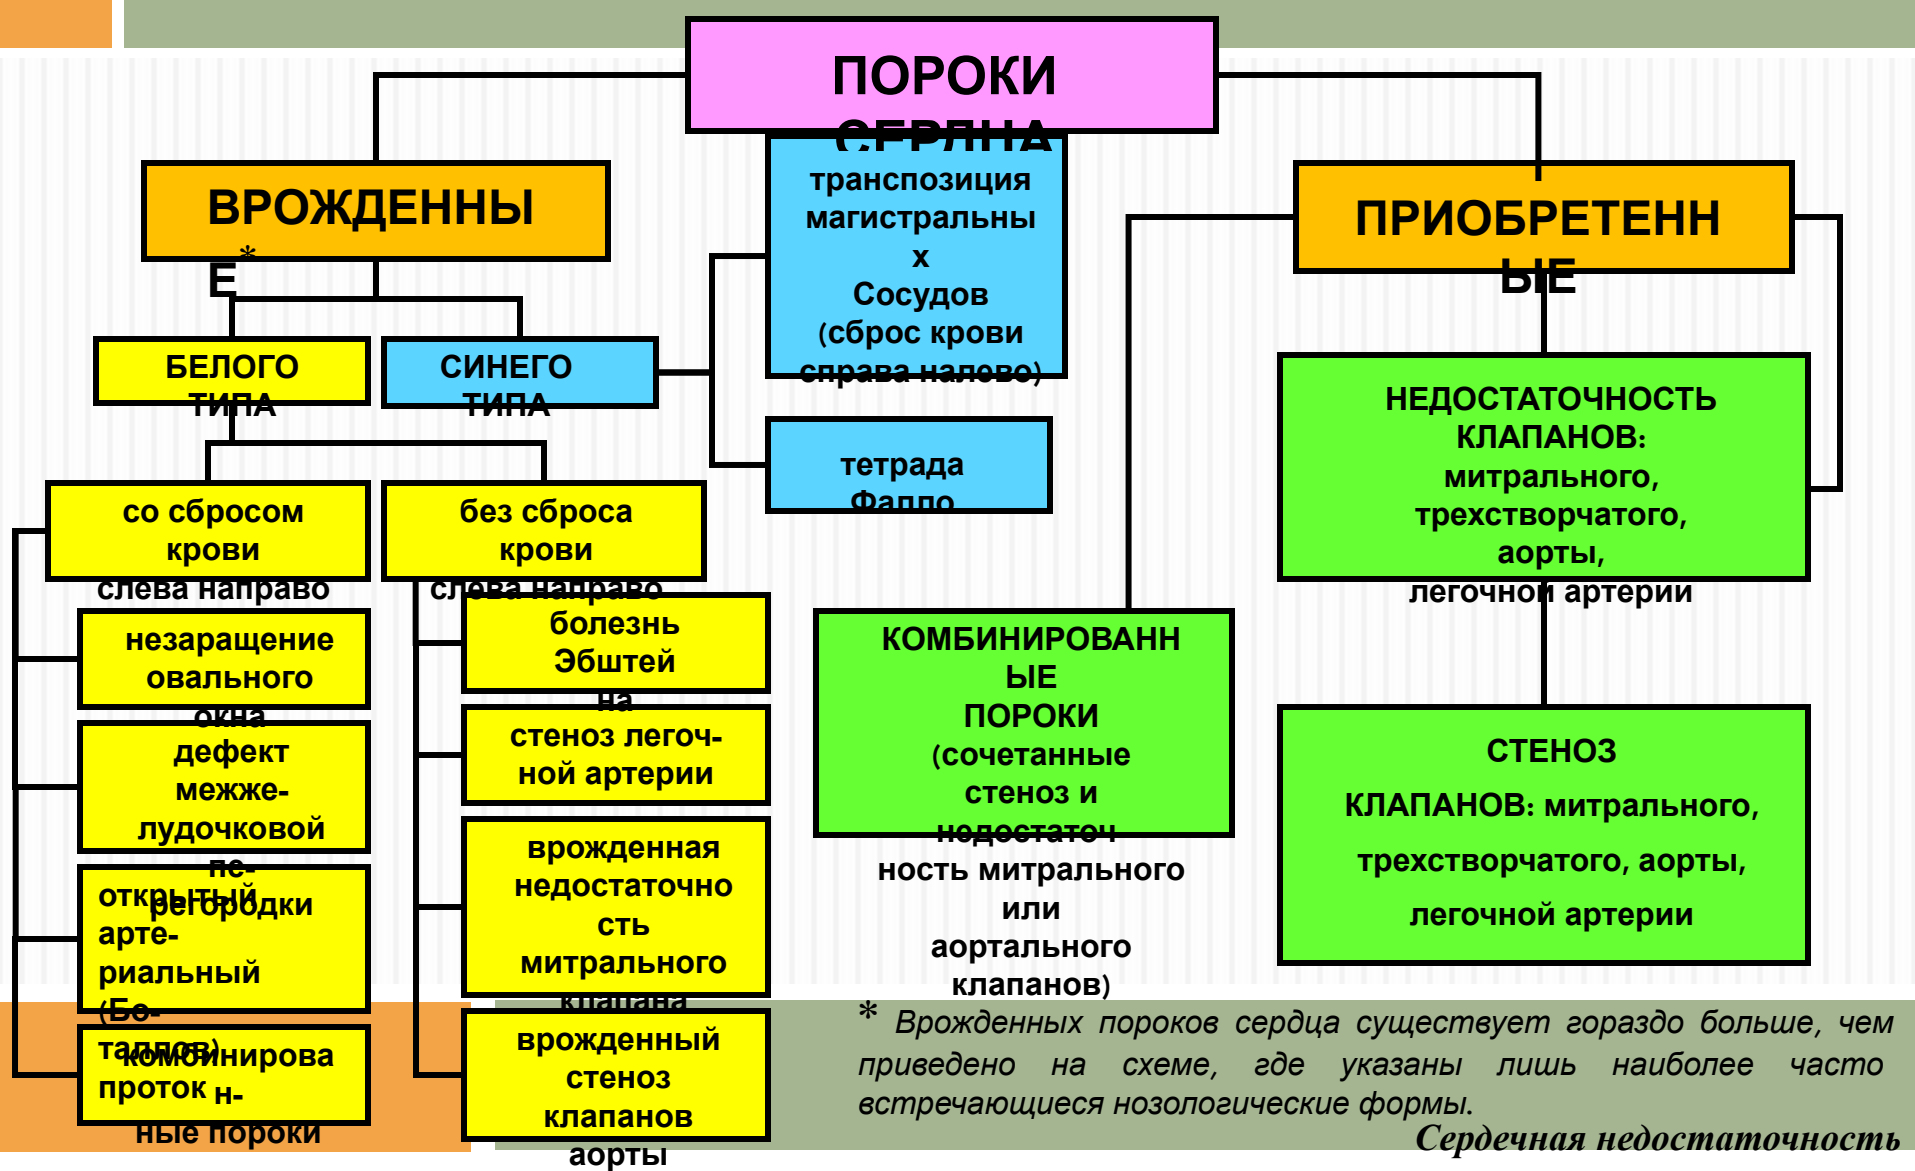 ПОРОКИ
СЕРДЦА
ВРОЖДЕННЫ
Е*
ПРИОБРЕТЕНН
ЫЕ
транспозиция
магистральны
х
Сосудов
(сброс крови
справа налево)
БЕЛОГО
ТИПА
СИНЕГО
ТИПА
тетрада
Фалло
со сбросом
крови
слева направо
без сброса
крови
слева направо
незаращение
овального
окна
дефект
межже-
лудочковой
пе-
регородки
открытый
арте-
риальный
(Бо-
таллов)
проток
комбинирова
н-
ные пороки
болезнь
Эбштей
на
стеноз легоч-
ной артерии
врожденная
недостаточно
сть
митрального
клапана
врожденный
стеноз
клапанов
аорты
КОМБИНИРОВАНН
ЫЕ
ПОРОКИ
(сочетанные
стеноз и
недостаточ
ность митрального
или
аортального
клапанов)
НЕДОСТАТОЧНОСТЬ
КЛАПАНОВ:
митрального,
трехстворчатого,
аорты,
легочной артерии
СТЕНОЗ
КЛАПАНОВ: митрального,
трехстворчатого, аорты,
легочной артерии
* Врожденных пороков сердца существует гораздо больше, чем
приведено на схеме, где указаны лишь наиболее часто
встречающиеся нозологические формы.
Сердечная недостаточность